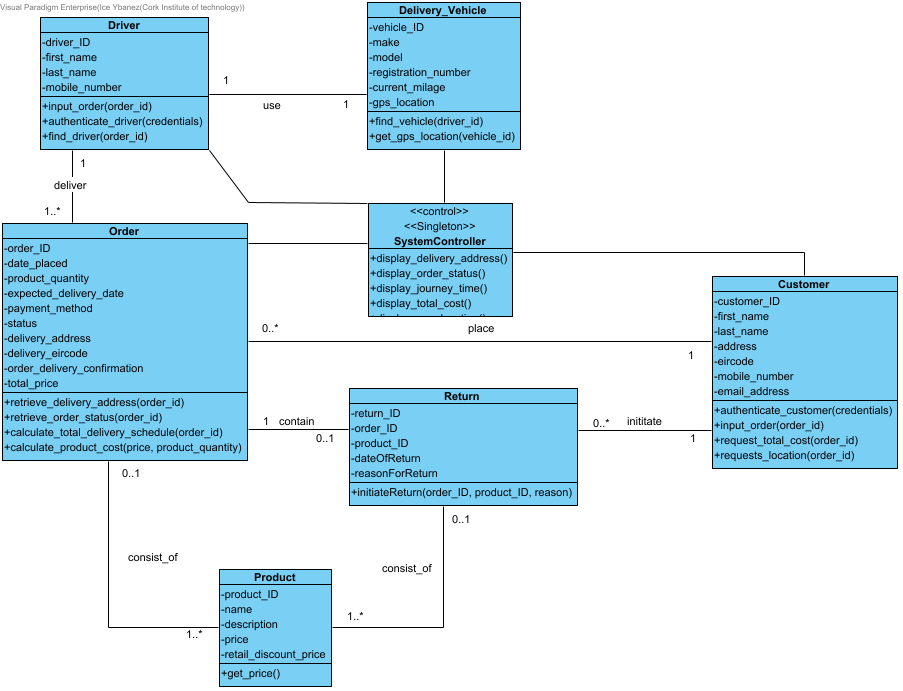 Visual Paradigm Enterprise(Ice Ybanez(Cork Institute of technology))
Driver
-driver_ID
-first_name
-last_name
-mobile_number
+input_order(order_id)
+authenticate_driver(credentials)
+find_driver(order_id)
1
use
1
Delivery_Vehicle
-vehicle_ID
-make
-model
-registration_number
-current_milage
-gps_location
+find_vehicle(driver_id)
+get_gps_location(vehicle_id)
1
deliver
1..*
<<control>>
<<Singleton>>
SystemController
+display_delivery_address()
+display_order_status()
+display_journey_time()
+display_total_cost()
Order
-order_ID
-date_placed
-product_quantity
-expected_delivery_date
-payment_method
-status
-delivery_address
-delivery_eircode
-order_delivery_confirmation
-total_price
+retrieve_delivery_address(order_id)
+retrieve_order_status(order_id)
+calculate_total_delivery_schedule(order_id)
+calculate_product_cost(price, product_quantity)
0..*
place
1
Customer
-customer_ID
-first_name
-last_name
-address
-eircode
-mobile_number
-email_address
+authenticate_customer(credentials)
+input_order(order_id)
+request_total_cost(order_id)
+requests_location(order_id)
1
contain
0..1
Return
-return_ID
-order_ID
-product_ID
-dateOfReturn
-reasonForReturn
+initiateReturn(order_ID, product_ID, reason)
0..*
inititate
1
0..1
consist_of
1..*
0..1
consist_of
1..*
Product
-product_ID
-name
-description
-price
-retail_discount_price
+get_price()